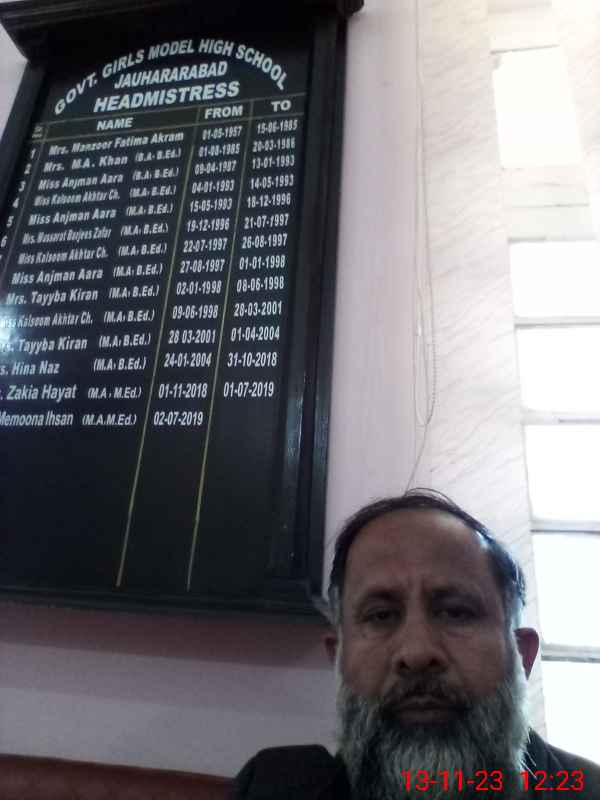 GOVT. GIRLS MODEL HIGH SCHOOL
JAUHARARABAD
HEADMISTRESS
NAME FROM TO
1 Mrs. Manzoor Fatima Akram 01-05-1957 15-06-1985
2 Mrs. M.A. Khan (B.A, B.Ed.) 01-08-1985 20-03-1986
3 Miss Anjman Aara (B.A, B.Ed.) 09-04-1987 13-01-1993
4 Miss Kalsoom Akhtar Ch. (M.A, B.Ed.) 04-01-1993 14-05-1993
5 Miss Anjman Aara (M.A, B.Ed.) 15-05-1993 18-12-1996
6 Mrs. Mussarat Barjees Zafar (M.A, B.Ed.) 19-12-1996 21-07-1997
Miss Kalsoom Akhtar Ch. (M.A, B.Ed.) 22-07-1997 26-08-1997
Miss Anjman Aara (M.A, B.Ed.) 27-08-1997 01-01-1998
Mrs. Tayyba Kiran (M.A, B.Ed.) 02-01-1998 08-06-1998
iss Kalsoom Akhtar Ch. (M.A, B.Ed.) 09-06-1998 28-03-2001
rs. Tayyba Kiran (M.A, B.Ed.) 28 03-2001 01-04-2004
s. Hina Naz (M.A, B.Ed.) 24-01-2004 31-10-2018
. Zakia Hayat (M.A, M.Ed.) 01-11-2018 01-07-2019
Memoona Ihsan (M.A.M.Ed.) 02-07-2019
13-11-23 12:23